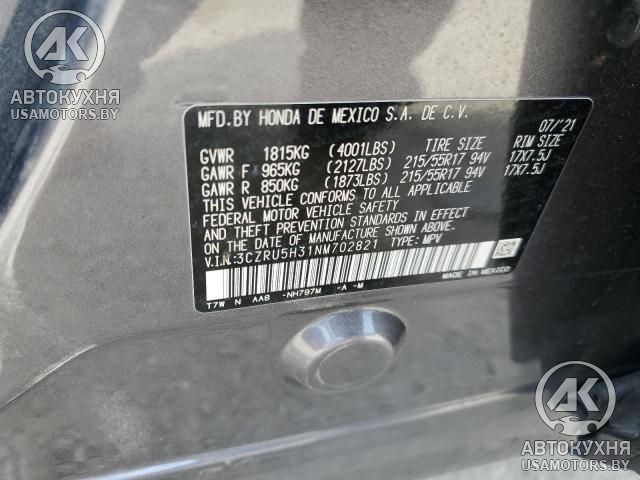 AK
АВТОКУХНЯ
USAMOTORS.BY
MFD.BY HONDA DE MEXICO S.A. DE C.V.
07/'21
GVWR 1815KG (4001LBS) TIRE SIZE RIM SIZE
GAWR F 965KG (2127LBS) 215/55R17 94V 17X7.5J
GAWR R 850KG (1873LBS) 215/55R17 94V 17X7.5J
THIS VEHICLE CONFORMS TO ALL APPLICABLE
FEDERAL MOTOR VEHICLE SAFETY
AND THEFT PREVENTION STANDARDS IN EFFECT
ON THE DATE OF MANUFACTURE SHOWN ABOVE.
V.I.N:3CZRU5H31NM702821 TYPE: MPV
MADE IN MEXICO
T7W N AAB -NH797M -A -M
AK
АВТОКУХНЯ
USAMOTORS.BY